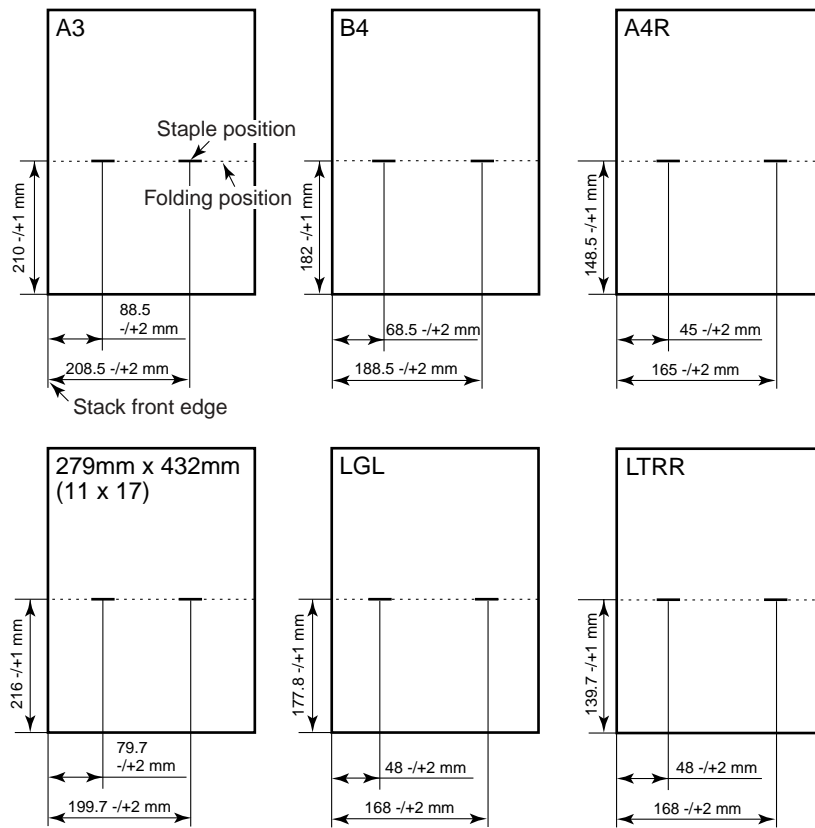 A3
Staple position
Folding position
210 -/+1 mm
88.5
-/+2 mm
208.5 -/+2 mm
Stack front edge
B4
182 -/+1 mm
68.5 -/+2 mm
188.5 -/+2 mm
A4R
148.5 -/+1 mm
45 -/+2 mm
165 -/+2 mm
279mm x 432mm
(11 x 17)
216 -/+1 mm
79.7
-/+2 mm
199.7 -/+2 mm
LGL
177.8 -/+1 mm
48 -/+2 mm
168 -/+2 mm
LTRR
139.7 -/+1 mm
48 -/+2 mm
168 -/+2 mm